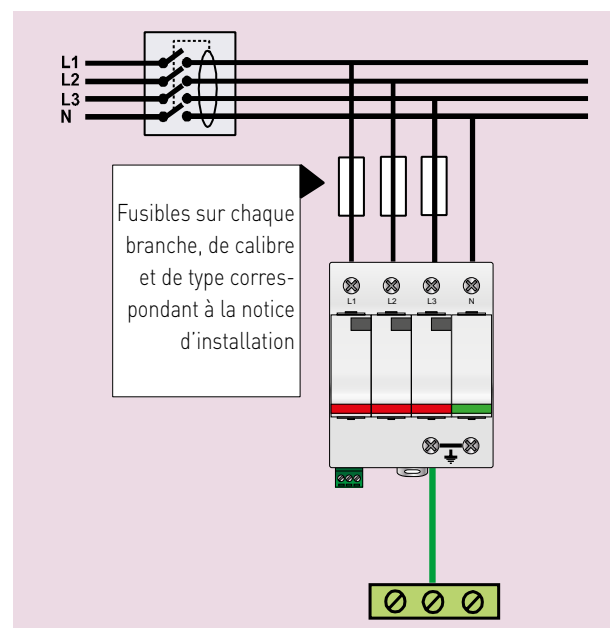 L1
L2
L3
N
Fusibles sur chaque
branche, de calibre
et de type corres-
pondant à la notice
d'installation
L1 L2 L3 N